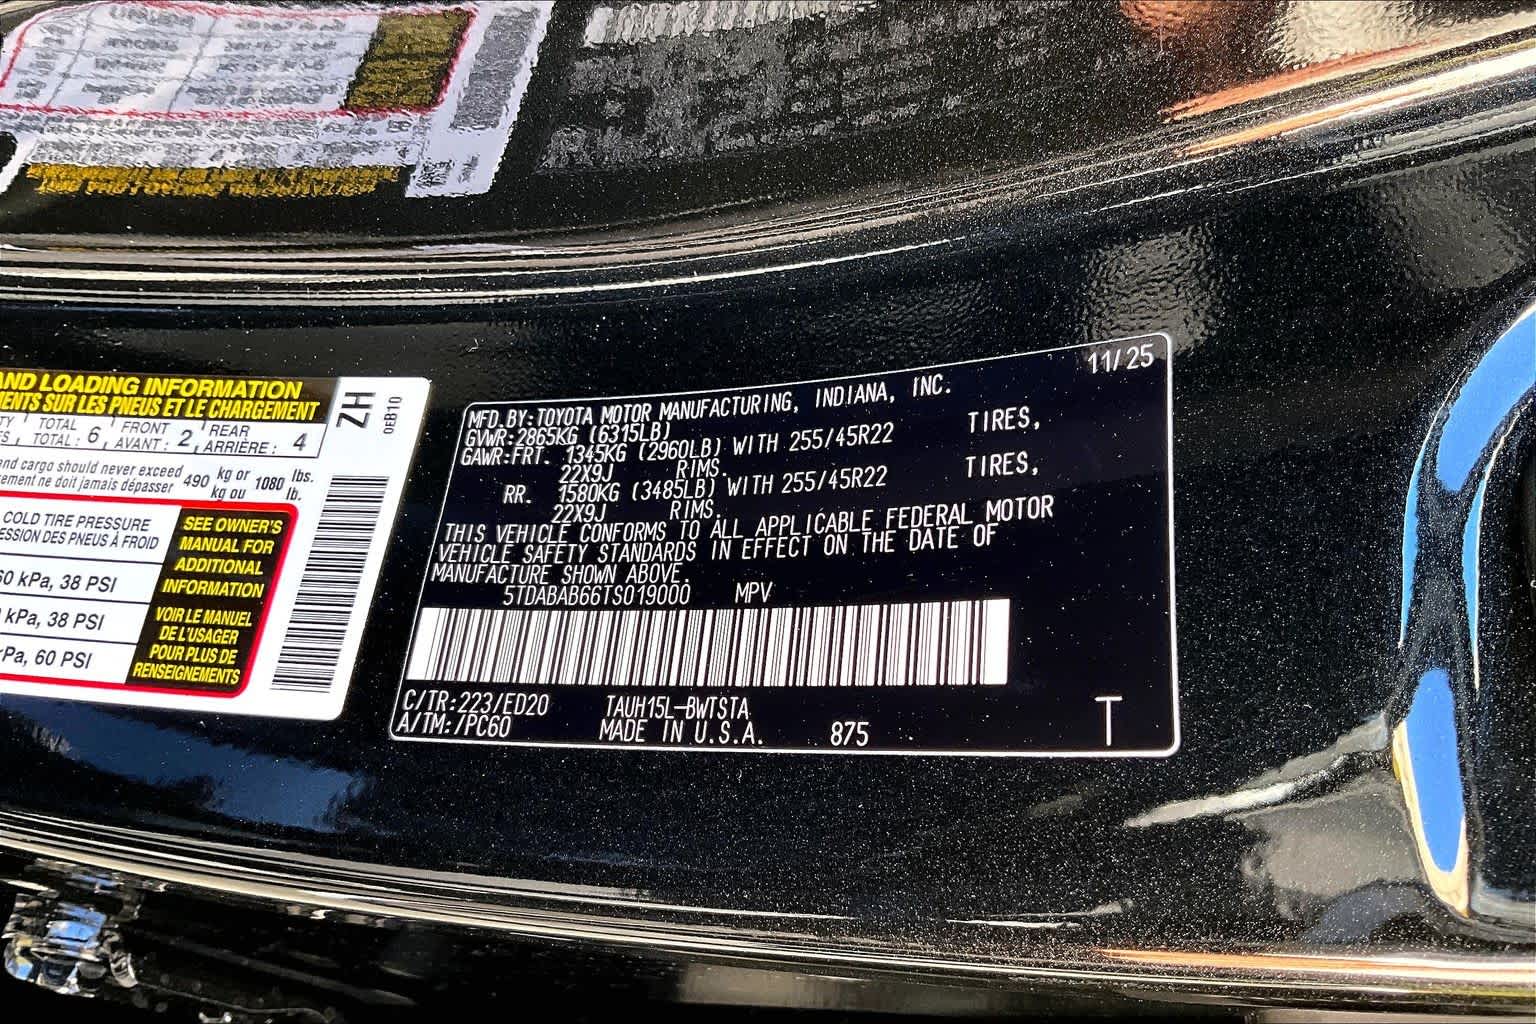 AND LOADING INFORMATION
MENTS SUR LES PNEUS ET LE CHARGEMENT
TOTAL 6 FRONT 2 REAR 4
TOTAL : AVANT : ARRIÈRE :
and cargo should never exceed 490 kg or 1080 lbs.
ne doit jamais dépasser kg ou lb.
COLD TIRE PRESSURE
DES PNEUS À FROID
kPa, 38 PSI
kPa, 38 PSI
kPa, 60 PSI
SEE OWNER'S
MANUAL FOR
ADDITIONAL
INFORMATION
VOIR LE MANUEL
DE L'USAGER
POUR PLUS DE
RENSEIGNEMENTS
ZH
0EB10
11/25
MFD.BY:TOYOTA MOTOR MANUFACTURING, INDIANA, INC.
GVWR:2865KG (6315LB)
GAWR:FRT. 1345KG (2960LB) WITH 255/45R22 TIRES,
22X9J RIMS.
RR. 1580KG (3485LB) WITH 255/45R22 TIRES,
22X9J RIMS.
THIS VEHICLE CONFORMS TO ALL APPLICABLE FEDERAL MOTOR
VEHICLE SAFETY STANDARDS IN EFFECT ON THE DATE OF
MANUFACTURE SHOWN ABOVE.
5TDABAB66TS019000 MPV
C/TR:223/ED20 TAUH15L-BWTSTA
A/TM:/PC60 MADE IN U.S.A. 875 T